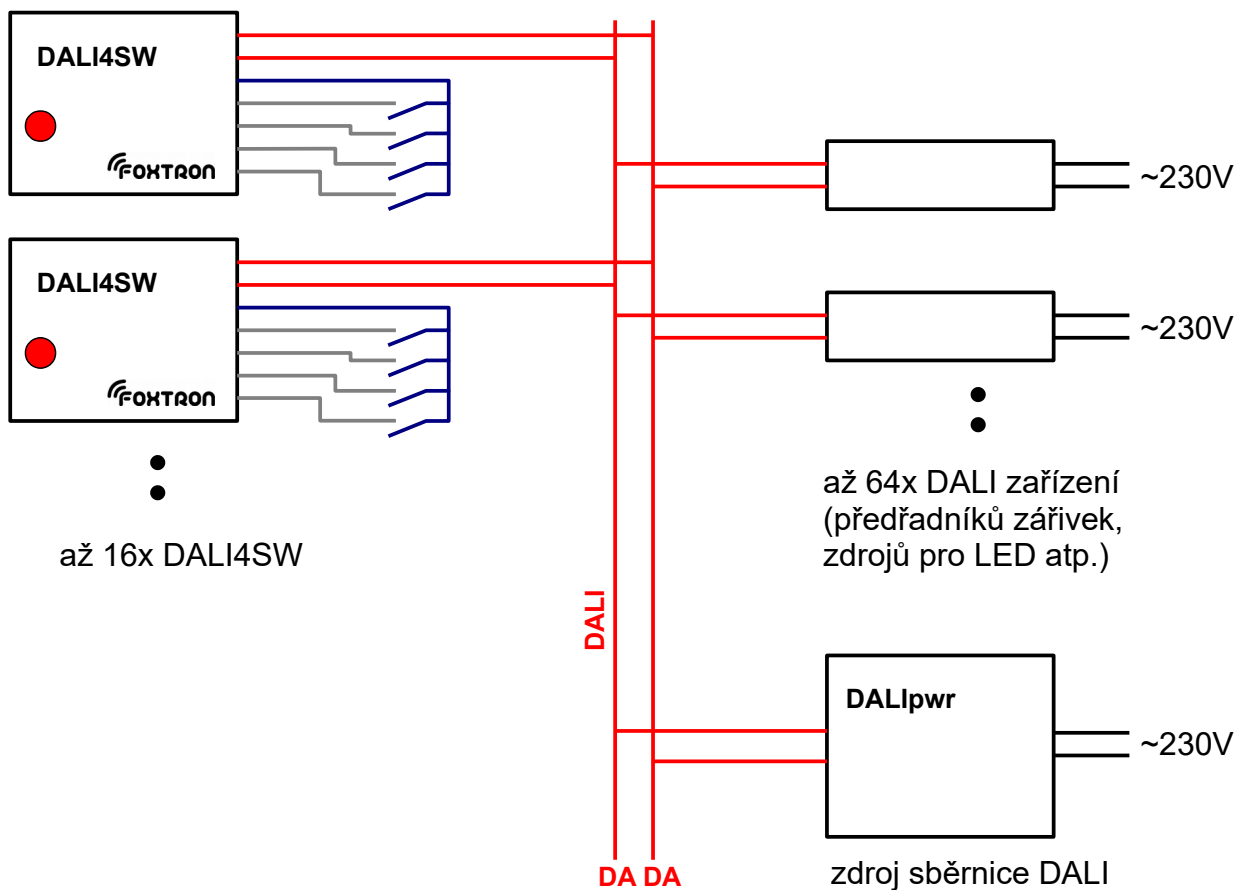 DALI4SW
FOXTRON
DALI4SW
FOXTRON
až 16x DALI4SW
~230V
~230V
až 64x DALI zařízení
(předřadníků zářivek,
zdrojů pro LED atp.)
DALI
DALIpwr
~230V
DA DA
zdroj sběrnice DALI